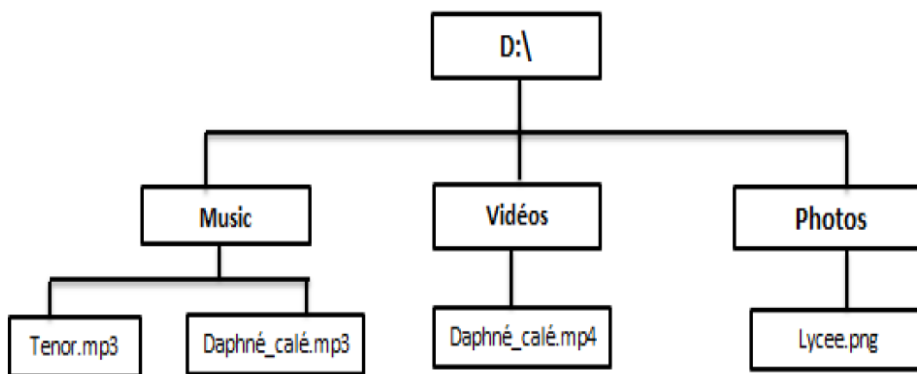 D:\
Music
Vidéos
Photos
Tenor.mp3
Daphné_calé.mp3
Daphné_calé.mp4
Lycee.png